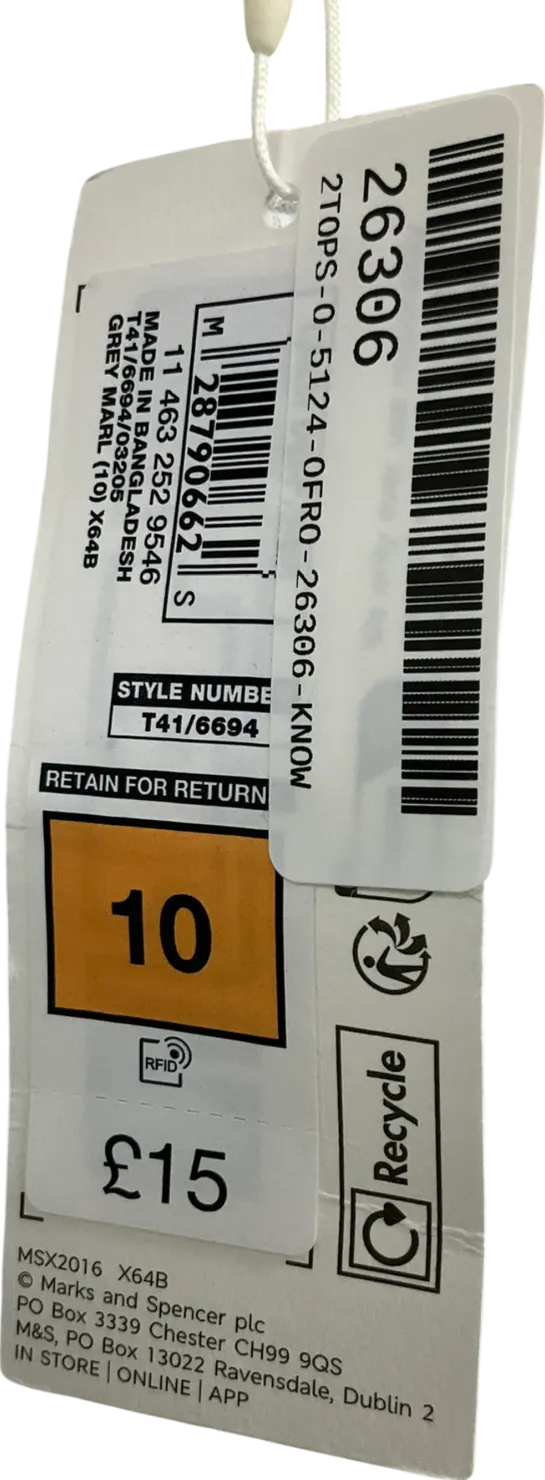 26306
2TOPS-0-5124-0FR0-26306-KNOW
M 28790662 S
11 463 252 9546
MADE IN BANGLADESH
T41/6694/03205
GREY MARL (10) X64B
STYLE NUMBE
T41/6694
RETAIN FOR RETURN
10
RFID
£15
Recycle
MSX2016 X64B
© Marks and Spencer plc
PO Box 3339 Chester CH99 9QS
M&S, PO Box 13022 Ravensdale, Dublin 2
IN STORE | ONLINE | APP